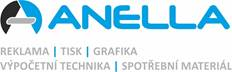 ANELLA
REKLAMA | TISK | GRAFIKA
VÝPOČETNÍ TECHNIKA | SPOTŘEBNÍ MATERIÁL